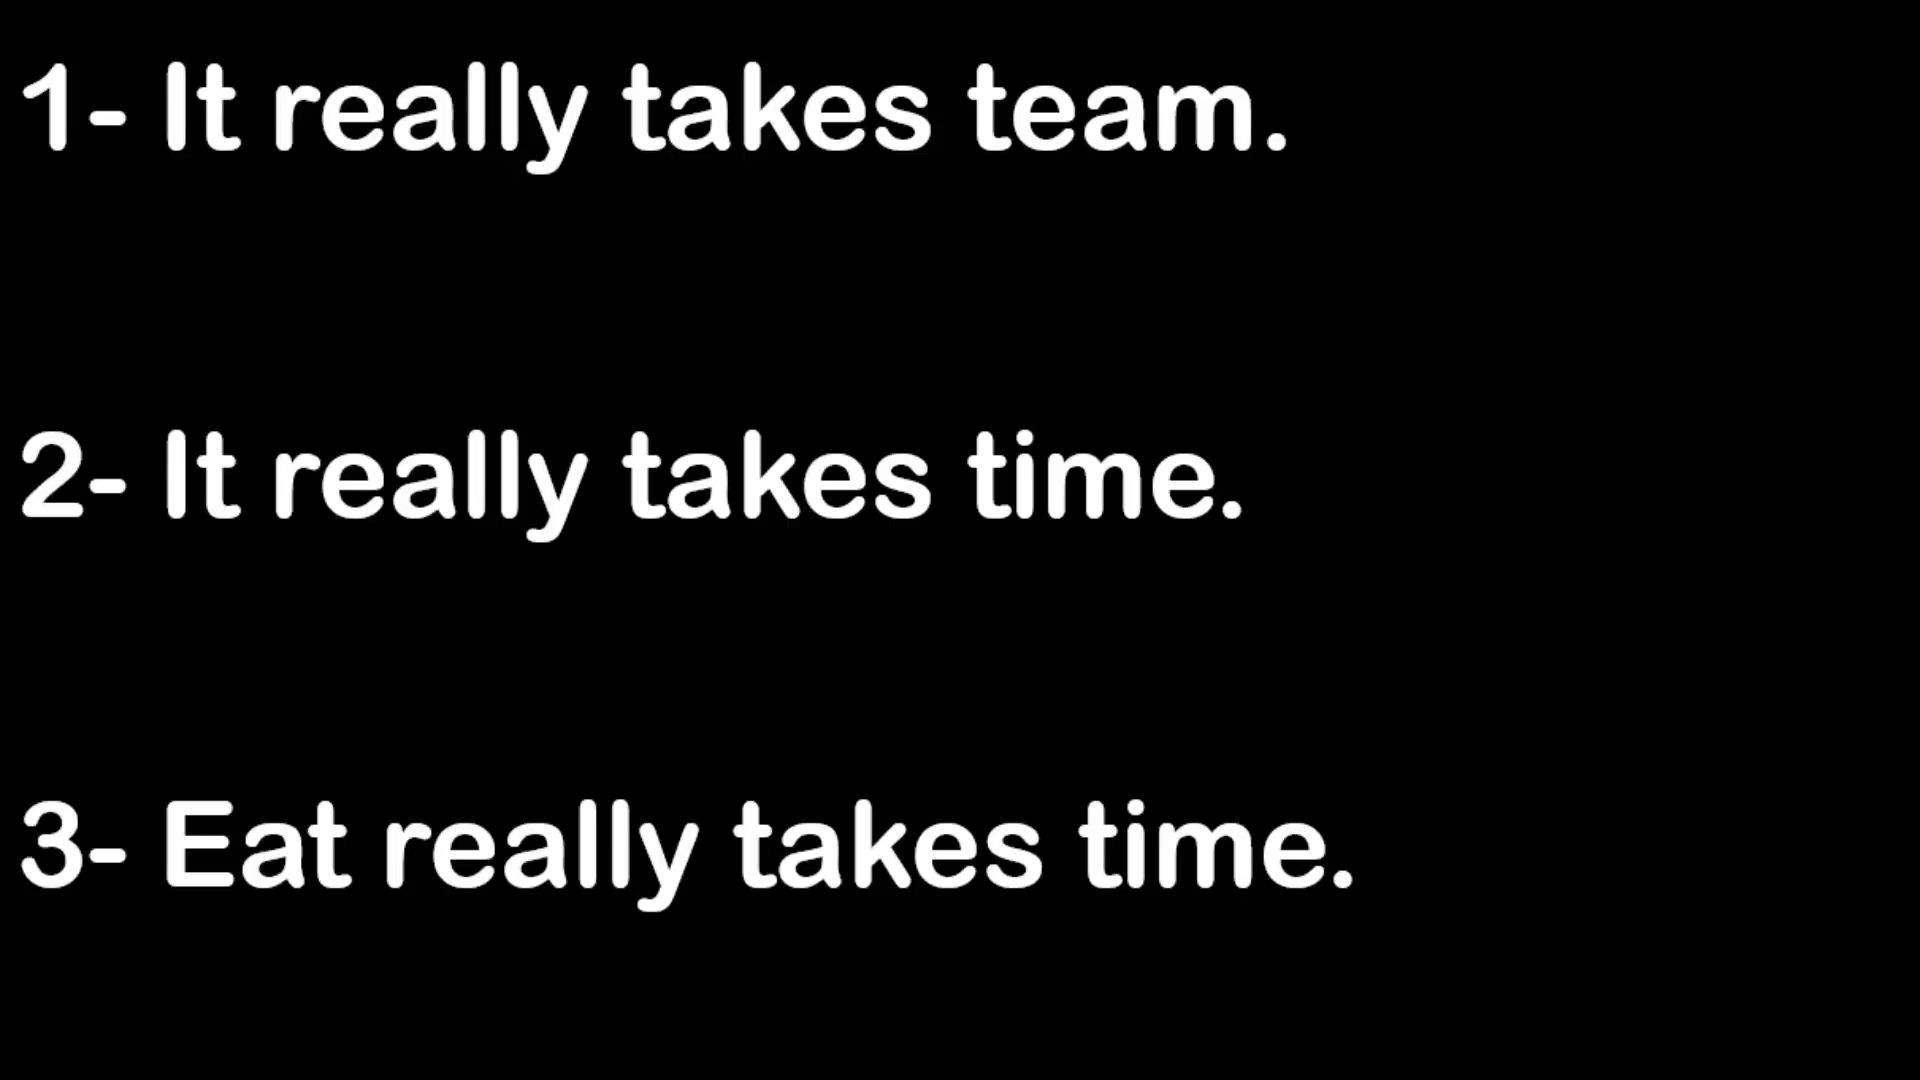 1- It really takes team.
2- It really takes time.
3- Eat really takes time.